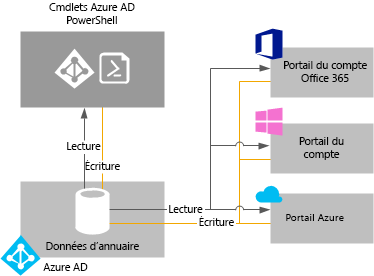 Cmdlets Azure AD
PowerShell
Lecture
Écriture
Données d'annuaire
Azure AD
Lecture
Écriture
Portail du compte
Office 365
Portail du
compte
Portail Azure